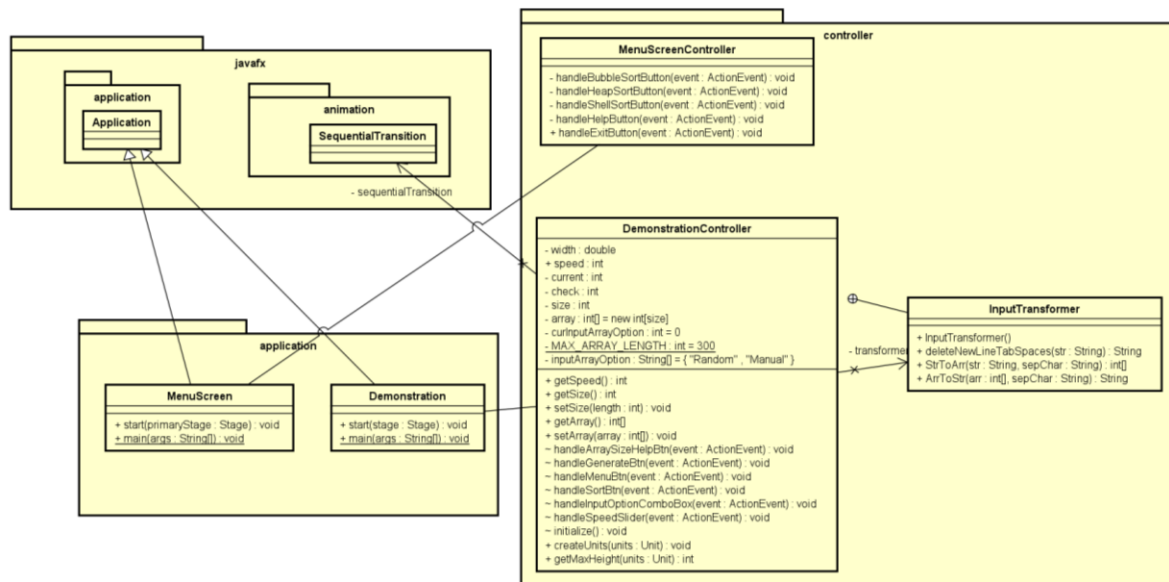 javafx
application
Application
animation
SequentialTransition
- sequentialTransition
application
MenuScreen
+ start(primaryStage : Stage) : void
+ main(args : String[]) : void
Demonstration
+ start(stage : Stage) : void
+ main(args : String[]) : void
controller
MenuScreenController
- handleBubbleSortButton(event : ActionEvent) : void
- handleHeapSortButton(event : ActionEvent) : void
- handleShellSortButton(event : ActionEvent) : void
- handleHelpButton(event : ActionEvent) : void
+ handleExitButton(event : ActionEvent) : void
DemonstrationController
- width : double
+ speed : int
- current : int
- check : int
- size : int
- array : int[] = new int[size]
- curInputArrayOption : int = 0
- MAX_ARRAY_LENGTH : int = 300
- inputArrayOption : String[] = { "Random" , "Manual" }
+ getSpeed() : int
+ getSize() : int
+ setSize(length : int) : void
+ getArray() : int[]
+ setArray(array : int[]) : void
~ handleArraySizeHelpBtn(event : ActionEvent) : void
~ handleGenerateBtn(event : ActionEvent) : void
~ handleMenuBtn(event : ActionEvent) : void
~ handleSortBtn(event : ActionEvent) : void
~ handleInputOptionComboBox(event : ActionEvent) : void
~ handleSpeedSlider(event : ActionEvent) : void
~ initialize() : void
+ createUnits(units : Unit) : void
+ getMaxHeight(units : Unit) : int
- transformer
InputTransformer
+ InputTransformer()
+ deleteNewLineTabSpaces(str : String) : String
+ StrToArr(str : String, sepChar : String) : int[]
+ ArrToStr(arr : int[], sepChar : String) : String